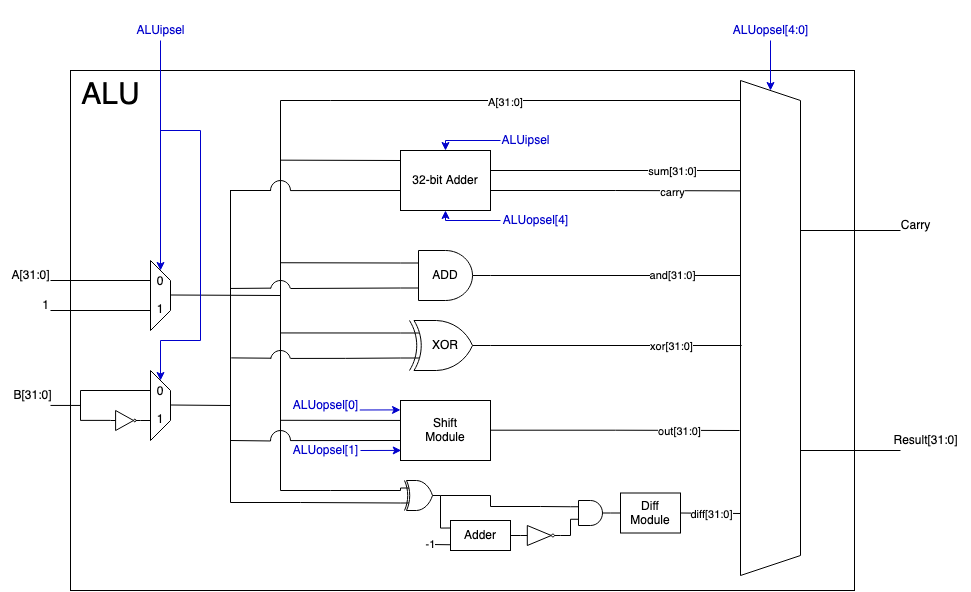 ALUipsel
ALUopsel[4:0]
ALU
A[31:0]
ALUipsel
32-bit Adder
sum[31:0]
carry
ALUopsel[4]
Carry
A[31:0]
0
ADD
and[31:0]
1
1
XOR
xor[31:0]
B[31:0]
0
1
ALUopsel[0]
Shift
Module
out[31:0]
ALUopsel[1]
Result[31:0]
Diff
Module
diff[31:0]
Adder
-1